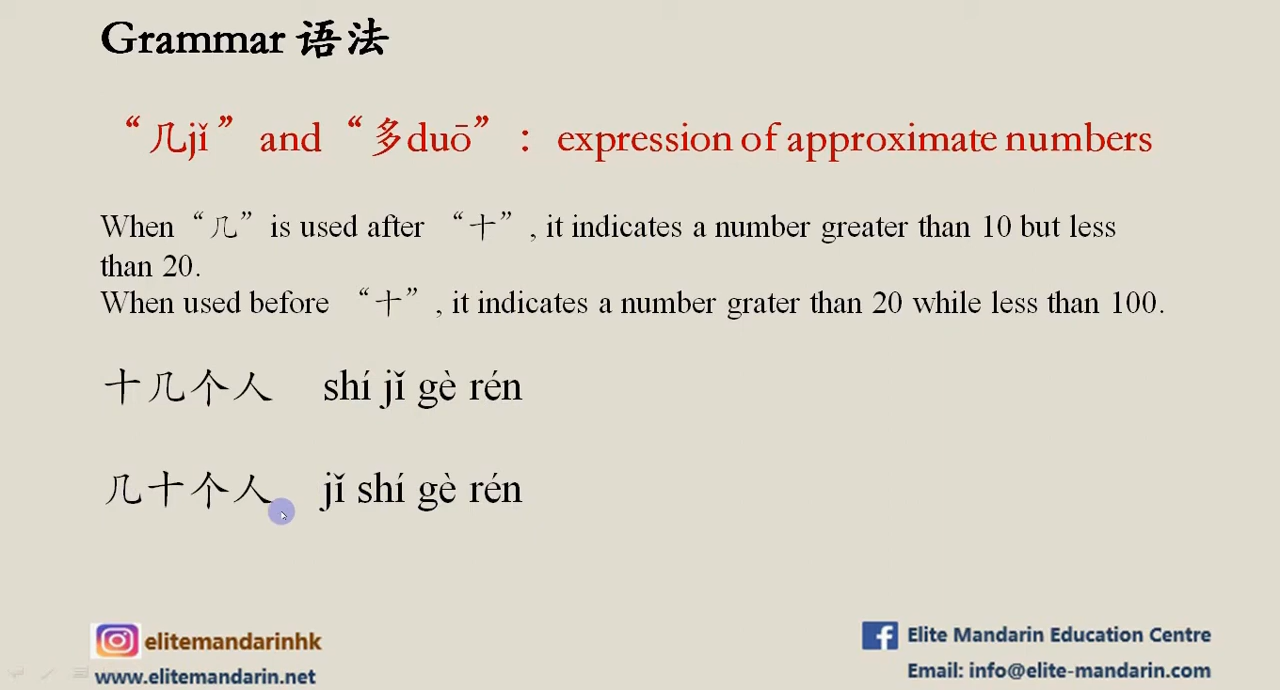 Grammar 语法
“几jǐ” and “多duō”： expression of approximate numbers
When “几” is used after “十”, it indicates a number greater than 10 but less
than 20.
When used before “十”, it indicates a number grater than 20 while less than 100.
十几个人 shí jǐ gè rén
几十个人 jǐ shí gè rén
elitemandarinhk
www.elitemandarin.net
Elite Mandarin Education Centre
Email: info@elite-mandarin.com